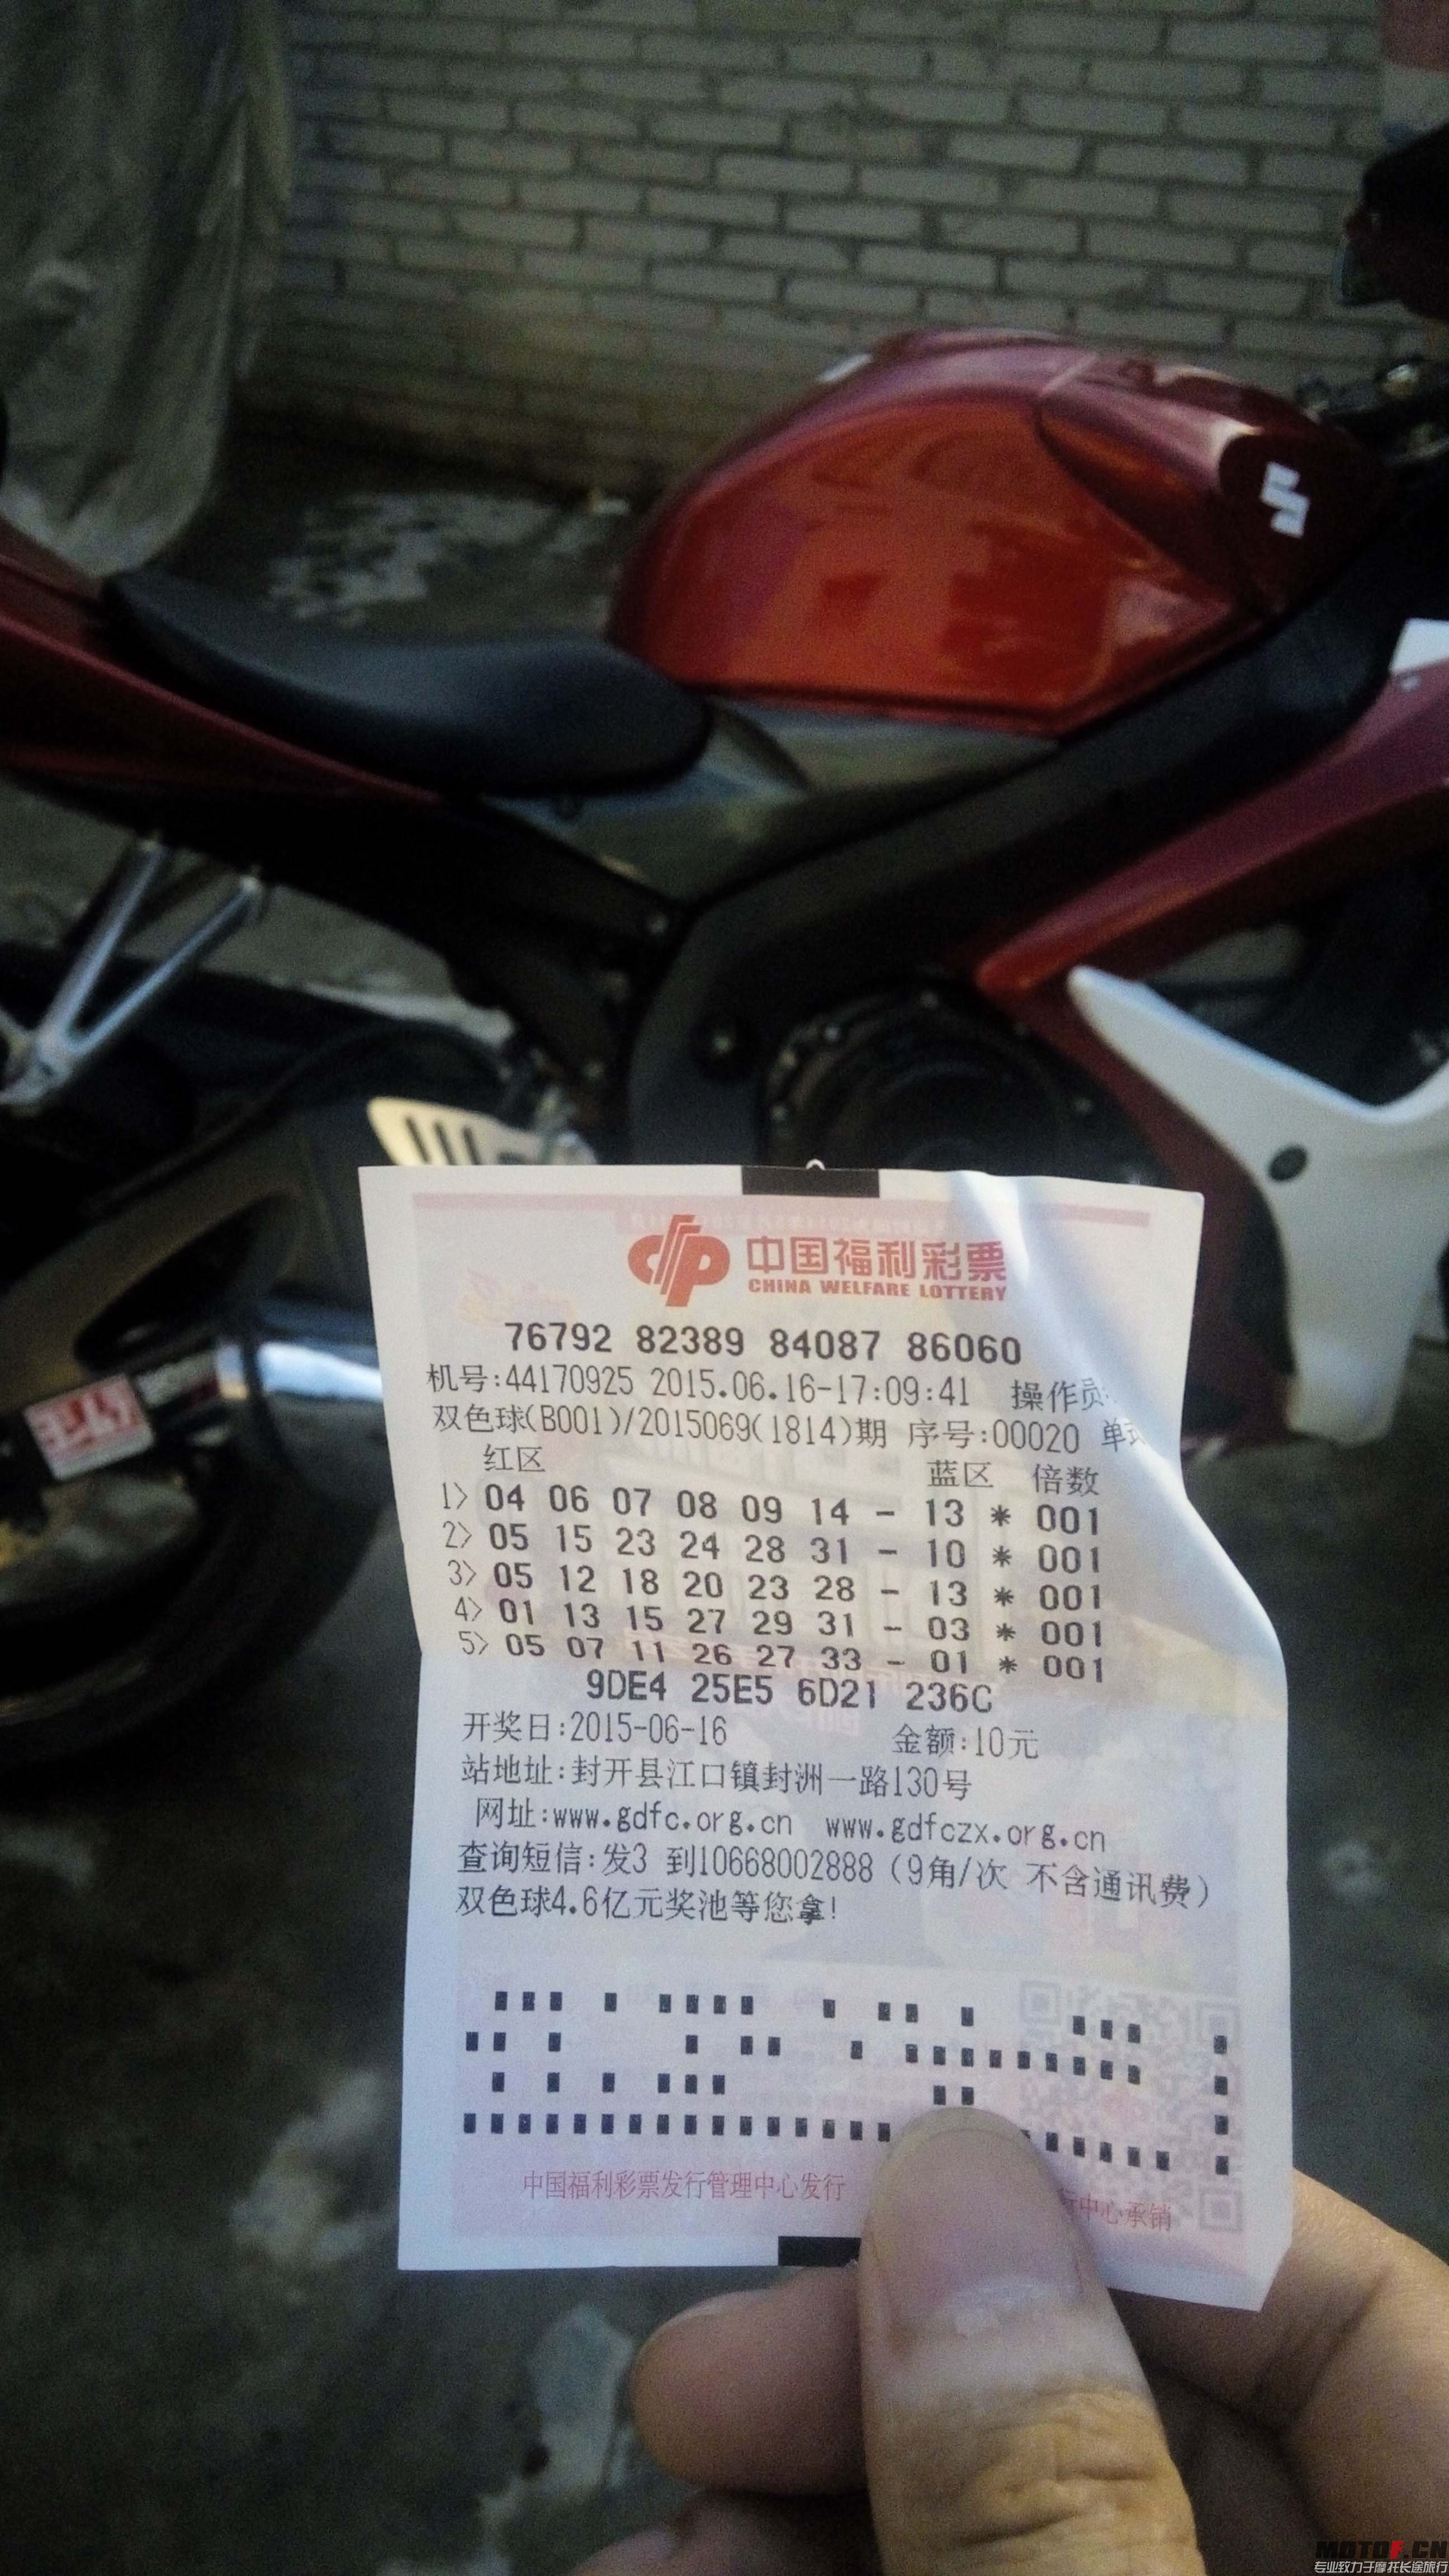 中国福利彩票
CHINA WELFARE LOTTERY
76792 82389 84087 86060
机号:44170925 2015.06.16-17:09:41 操作员
双色球(B001)/2015069(1814)期 序号:00020 单式
红区 蓝区 倍数
1> 04 06 07 08 09 14 - 13 * 001
2> 05 15 23 24 28 31 - 10 * 001
3> 05 12 18 20 23 28 - 13 * 001
4> 01 13 15 27 29 31 - 03 * 001
5> 05 07 11 26 27 33 - 01 * 001
9DE4 25E5 6D21 236C
开奖日:2015-06-16 金额:10元
站地址:封开县江口镇封洲一路130号
网址:www.gdfc.org.cn www.gdfczx.org.cn
查询短信:发3 到10668002888(9角/次 不含通讯费)
双色球4.6亿元奖池等您拿!
中国福利彩票发行管理中心发行 中心承销
MOTOF.CN
专业致力于摩托长途旅行